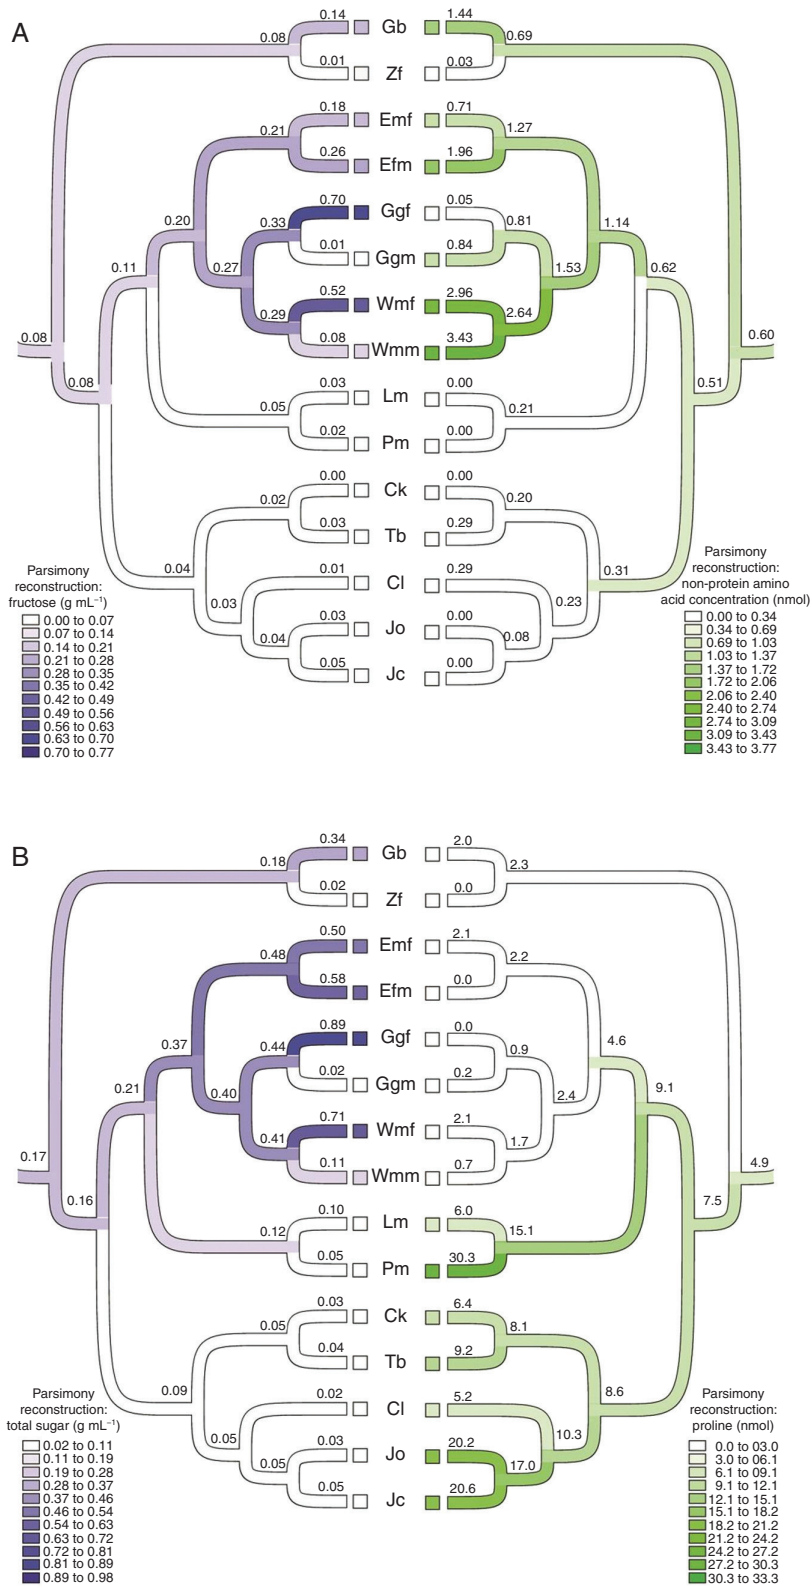 A
0.14 Gb 1.44
0.08 0.69
0.01 Zf 0.03
0.18 Emf 0.71
0.21 1.27
0.26 Efm 1.96
0.70 Ggf 0.05
0.20 0.33 0.81 1.14
0.01 Ggm 0.84
0.11 0.27 1.53 0.62
0.52 Wmf 2.96
0.29 2.64
0.08 0.08 Wmm 3.43 0.60
0.08 0.03 Lm 0.00 0.51
0.05 0.21
0.02 Pm 0.00
0.00 Ck 0.00
0.02 0.20
0.03 Tb 0.29
0.04 0.01 Cl 0.29 0.31
0.03 0.23
0.03 Jo 0.00
0.04 0.08
0.05 Jc 0.00
Parsimony
reconstruction:
fructose (g mL⁻¹)
0.00 to 0.07
0.07 to 0.14
0.14 to 0.21
0.21 to 0.28
0.28 to 0.35
0.35 to 0.42
0.42 to 0.49
0.49 to 0.56
0.56 to 0.63
0.63 to 0.70
0.70 to 0.77
Parsimony
reconstruction:
non-protein amino
acid concentration (nmol)
0.00 to 0.34
0.34 to 0.69
0.69 to 1.03
1.03 to 1.37
1.37 to 1.72
1.72 to 2.06
2.06 to 2.40
2.40 to 2.74
2.74 to 3.09
3.09 to 3.43
3.43 to 3.77
B
0.34 Gb 2.0
0.18 2.3
0.02 Zf 0.0
0.50 Emf 2.1
0.48 2.2
0.58 Efm 0.0
0.89 Ggf 0.0
0.37 0.44 0.9 4.6
0.02 Ggm 0.2
0.21 0.40 2.4 9.1
0.71 Wmf 2.1
0.41 1.7
0.17 0.11 Wmm 0.7 4.9
0.16 0.10 Lm 6.0 7.5
0.12 15.1
0.05 Pm 30.3
0.03 Ck 6.4
0.05 8.1
0.04 Tb 9.2
0.09 0.02 Cl 5.2 8.6
0.05 10.3
0.03 Jo 20.2
0.05 17.0
0.05 Jc 20.6
Parsimony
reconstruction:
total sugar (g mL⁻¹)
0.02 to 0.11
0.11 to 0.19
0.19 to 0.28
0.28 to 0.37
0.37 to 0.46
0.46 to 0.54
0.54 to 0.63
0.63 to 0.72
0.72 to 0.81
0.81 to 0.89
0.89 to 0.98
Parsimony
reconstruction:
proline (nmol)
0.0 to 03.0
3.0 to 06.1
6.1 to 09.1
9.1 to 12.1
12.1 to 15.1
15.1 to 18.2
18.2 to 21.2
21.2 to 24.2
24.2 to 27.2
27.2 to 30.3
30.3 to 33.3